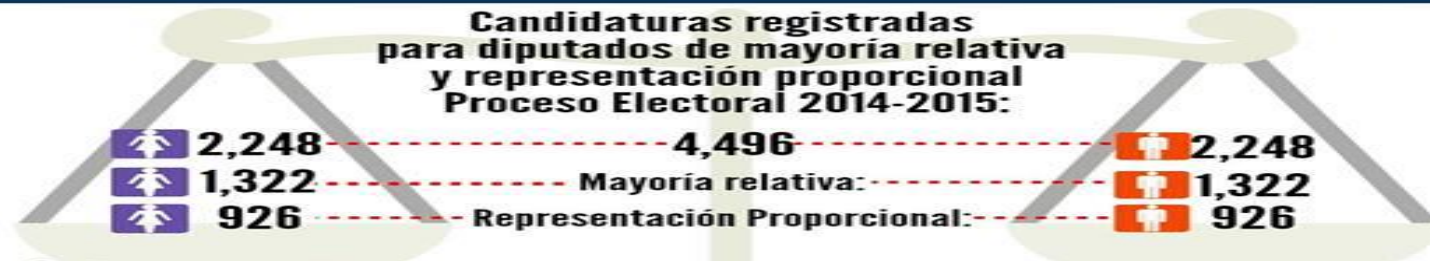 Candidaturas registradas
para diputados de mayoría relativa
y representación proporcional
Proceso Electoral 2014-2015:
2,248 4,496 2,248
1,322 Mayoría relativa: 1,322
926 Representación Proporcional: 926